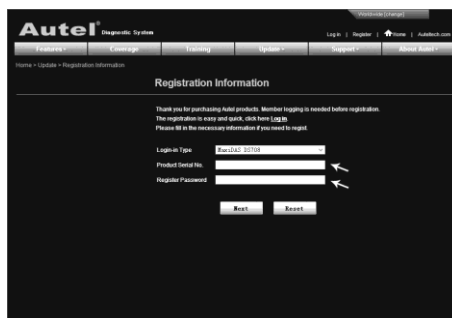 Worldwide [change]
Autel® Diagnostic System
Log in | Register | Home | Auteltech.com
Features Coverage Training Update Support About Autel
Home > Update > Registration Information
Registration Information
Thank you for purchasing Autel products. Member logging is needed before registration.
The registration is easy and quick, click here Log in.
Please fill in the necessary information if you need to regist.
Login-in Type MaxiDAS DS708
Product Serial No.
Register Password
Next Reset